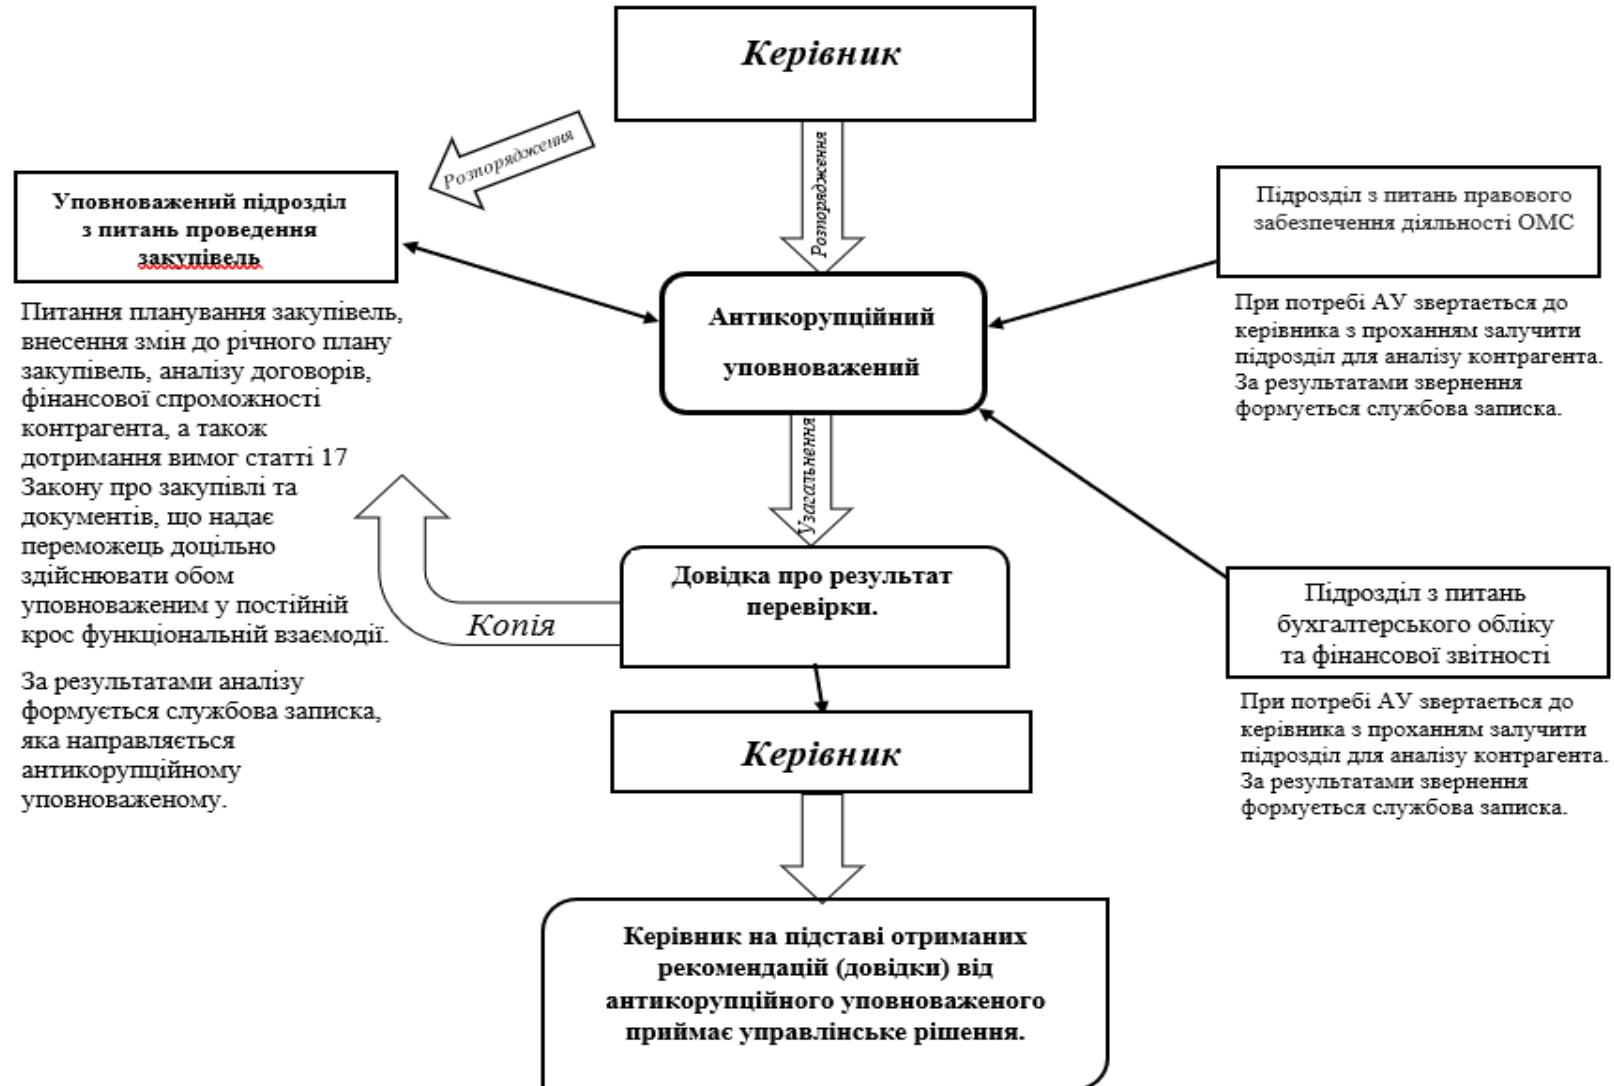 Керівник
Розпорядження
Розпорядження
Уповноважений підрозділ
з питань проведення
закупівель
Підрозділ з питань правового
забезпечення діяльності ОМС
Антикорупційний
уповноважений
Питання планування закупівель,
внесення змін до річного плану
закупівель, аналізу договорів,
фінансової спроможності
контрагента, а також
дотримання вимог статті 17
Закону про закупівлі та
документів, що надає
переможець доцільно
здійснювати обом
уповноваженим у постійній
крос функціональній взаємодії.
За результатами аналізу
формується службова записка,
яка направляється
антикорупційному
уповноваженому.
При потребі АУ звертається до
керівника з проханням залучити
підрозділ для аналізу контрагента.
За результатами звернення
формується службова записка.
Узагальнення
Довідка про результат
перевірки.
Копія
Підрозділ з питань
бухгалтерського обліку
та фінансової звітності
При потребі АУ звертається до
керівника з проханням залучити
підрозділ для аналізу контрагента.
За результатами звернення
формується службова записка.
Керівник
Керівник на підставі отриманих
рекомендацій (довідки) від
антикорупційного уповноваженого
приймає управлінське рішення.